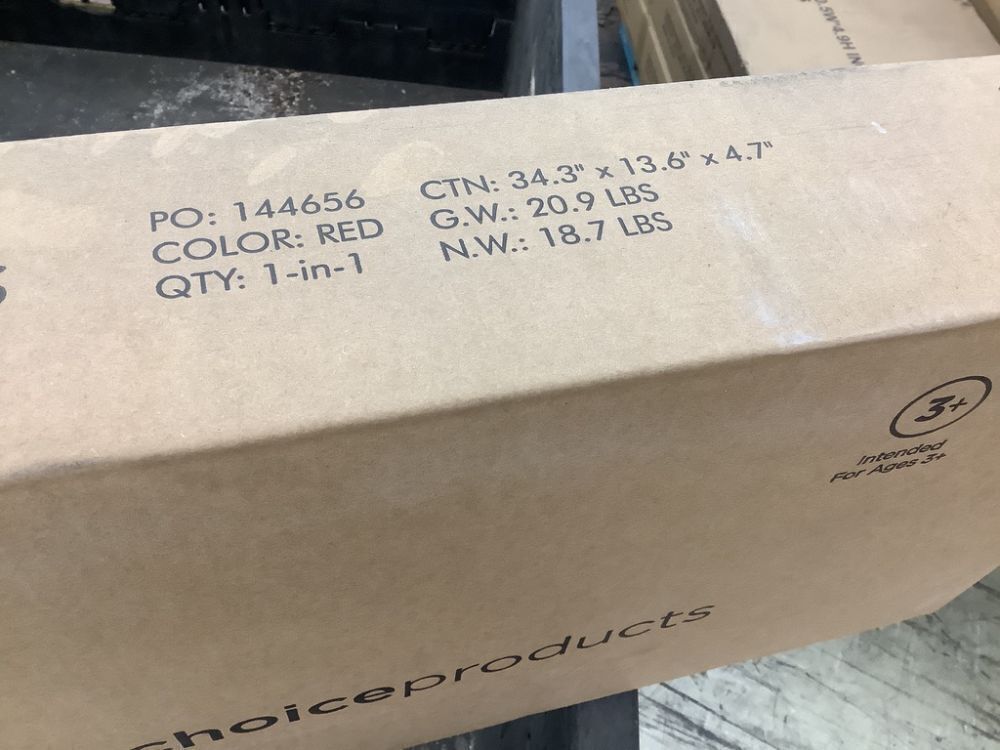 PO: 144656
COLOR: RED
QTY: 1-in-1
CTN: 34.3" x 13.6" x 4.7"
G.W.: 20.9 LBS
N.W.: 18.7 LBS
3+
Intended
For Ages 3+
choiceproducts